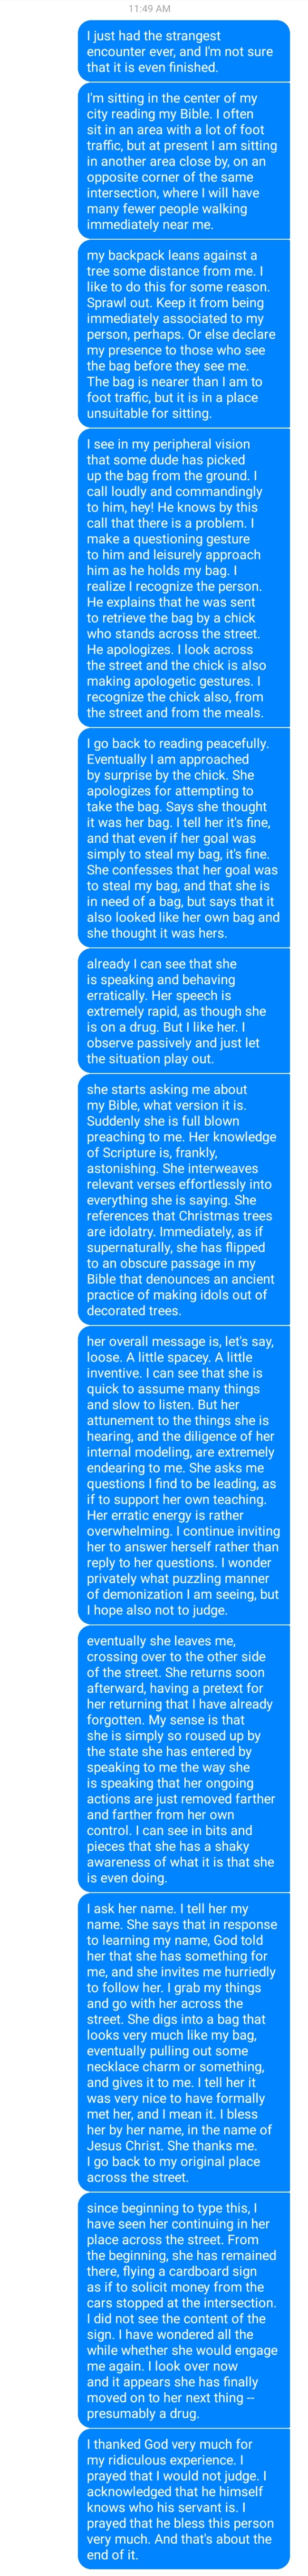 11:49 AM
I just had the strangest
encounter ever, and I'm not sure
that it is even finished.
I'm sitting in the center of my
city reading my Bible. I often
sit in an area with a lot of foot
traffic, but at present I am sitting
in another area close by, on an
opposite corner of the same
intersection, where I will have
many fewer people walking
immediately near me.
my backpack leans against a
tree some distance from me. I
like to do this for some reason.
Sprawl out. Keep it from being
immediately associated to my
person, perhaps. Or else declare
my presence to those who see
the bag before they see me.
The bag is nearer than I am to
foot traffic, but it is in a place
unsuitable for sitting.
I see in my peripheral vision
that some dude has picked
up the bag from the ground. I
call loudly and commandingly
to him, hey! He knows by this
call that there is a problem. I
make a questioning gesture
to him and leisurely approach
him as he holds my bag. I
realize I recognize the person.
He explains that he was sent
to retrieve the bag by a chick
who stands across the street.
He apologizes. I look across
the street and the chick is also
making apologetic gestures. I
recognize the chick also, from
the street and from the meals.
I go back to reading peacefully.
Eventually I am approached
by surprise by the chick. She
apologizes for attempting to
take the bag. Says she thought
it was her bag. I tell her it's fine,
and that even if her goal was
simply to steal my bag, it's fine.
She confesses that her goal was
to steal my bag, and that she is
in need of a bag, but says that it
also looked like her own bag and
she thought it was hers.
already I can see that she
is speaking and behaving
erratically. Her speech is
extremely rapid, as though she
is on a drug. But I like her. I
observe passively and just let
the situation play out.
she starts asking me about
my Bible, what version it is.
Suddenly she is full blown
preaching to me. Her knowledge
of Scripture is, frankly,
astonishing. She interweaves
relevant verses effortlessly into
everything she is saying. She
references that Christmas trees
are idolatry. Immediately, as if
supernaturally, she has flipped
to an obscure passage in my
Bible that denounces an ancient
practice of making idols out of
decorated trees.
her overall message is, let's say,
loose. A little spacey. A little
inventive. I can see that she is
quick to assume many things
and slow to listen. But her
attunement to the things she is
hearing, and the diligence of her
internal modeling, are extremely
endearing to me. She asks me
questions I find to be leading, as
if to support her own teaching.
Her erratic energy is rather
overwhelming. I continue inviting
her to answer herself rather than
reply to her questions. I wonder
privately what puzzling manner
of demonization I am seeing, but
I hope also not to judge.
eventually she leaves me,
crossing over to the other side
of the street. She returns soon
afterward, having a pretext for
her returning that I have already
forgotten. My sense is that
she is simply so roused up by
the state she has entered by
speaking to me the way she
is speaking that her ongoing
actions are just removed farther
and farther from her own
control. I can see in bits and
pieces that she has a shaky
awareness of what it is that she
is even doing.
I ask her name. I tell her my
name. She says that in response
to learning my name, God told
her that she has something for
me, and she invites me hurriedly
to follow her. I grab my things
and go with her across the
street. She digs into a bag that
looks very much like my bag,
eventually pulling out some
necklace charm or something,
and gives it to me. I tell her it
was very nice to have formally
met her, and I mean it. I bless
her by her name, in the name of
Jesus Christ. She thanks me.
I go back to my original place
across the street.
since beginning to type this, I
have seen her continuing in her
place across the street. From
the beginning, she has remained
there, flying a cardboard sign
as if to solicit money from the
cars stopped at the intersection.
I did not see the content of the
sign. I have wondered all the
while whether she would engage
me again. I look over now
and it appears she has finally
moved on to her next thing --
presumably a drug.
I thanked God very much for
my ridiculous experience. I
prayed that I would not judge. I
acknowledged that he himself
knows who his servant is. I
prayed that he bless this person
very much. And that's about the
end of it.